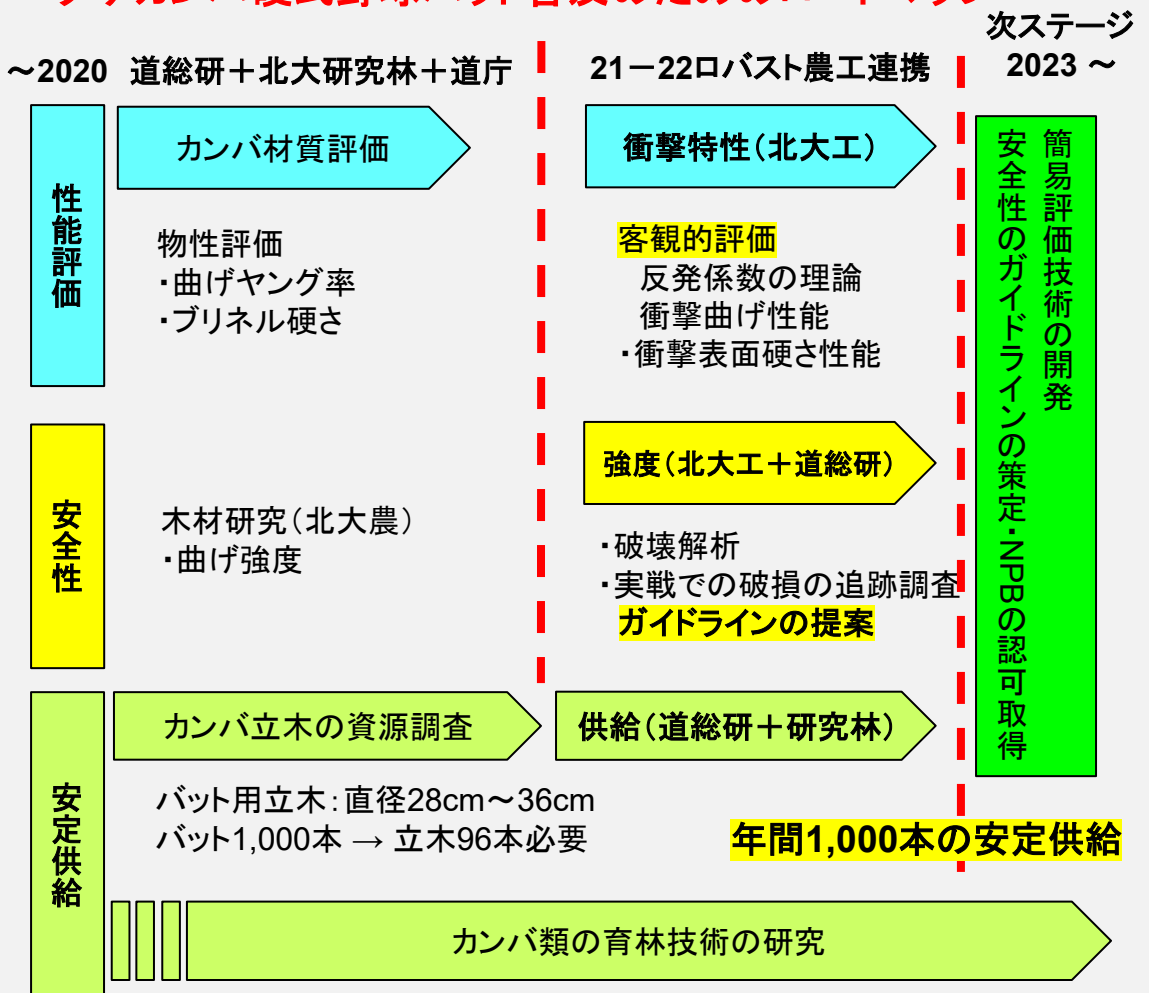 次ステージ
2023 ~
~2020 道総研+北大研究林+道庁
21-22ロバスト農工連携
性能評価
カンバ材質評価
衝撃特性(北大工)
物性評価
・曲げヤング率
・ブリネル硬さ
客観的評価
反発係数の理論
衝撃曲げ性能
・衝撃表面硬さ性能
安全性
強度(北大工+道総研)
木材研究(北大農)
・曲げ強度
・破壊解析
・実戦での破損の追跡調査
ガイドラインの提案
簡易評価技術の開発
安全性のガイドラインの策定・NPBの認可取得
安定供給
カンバ立木の資源調査
供給(道総研+研究林)
バット用立木:直径28cm~36cm
バット1,000本 → 立木96本必要
年間1,000本の安定供給
カンバ類の育林技術の研究